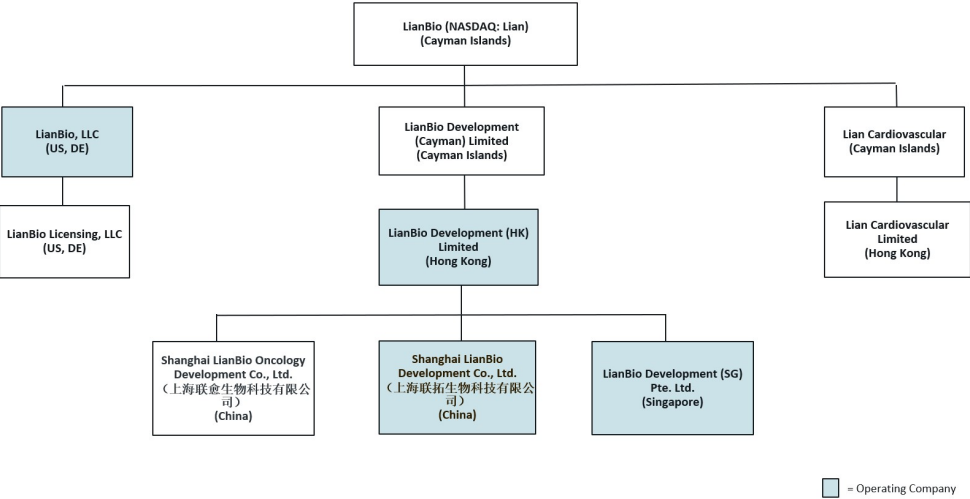 LianBio (NASDAQ: Lian)
(Cayman Islands)
LianBio, LLC
(US, DE)
LianBio Development
(Cayman) Limited
(Cayman Islands)
Lian Cardiovascular
(Cayman Islands)
LianBio Licensing, LLC
(US, DE)
LianBio Development (HK)
Limited
(Hong Kong)
Lian Cardiovascular
Limited
(Hong Kong)
Shanghai LianBio Oncology
Development Co., Ltd.
（上海联愈生物科技有限公
司）
(China)
Shanghai LianBio
Development Co., Ltd.
（上海联拓生物科技有限公
司）
(China)
LianBio Development (SG)
Pte. Ltd.
(Singapore)
= Operating Company